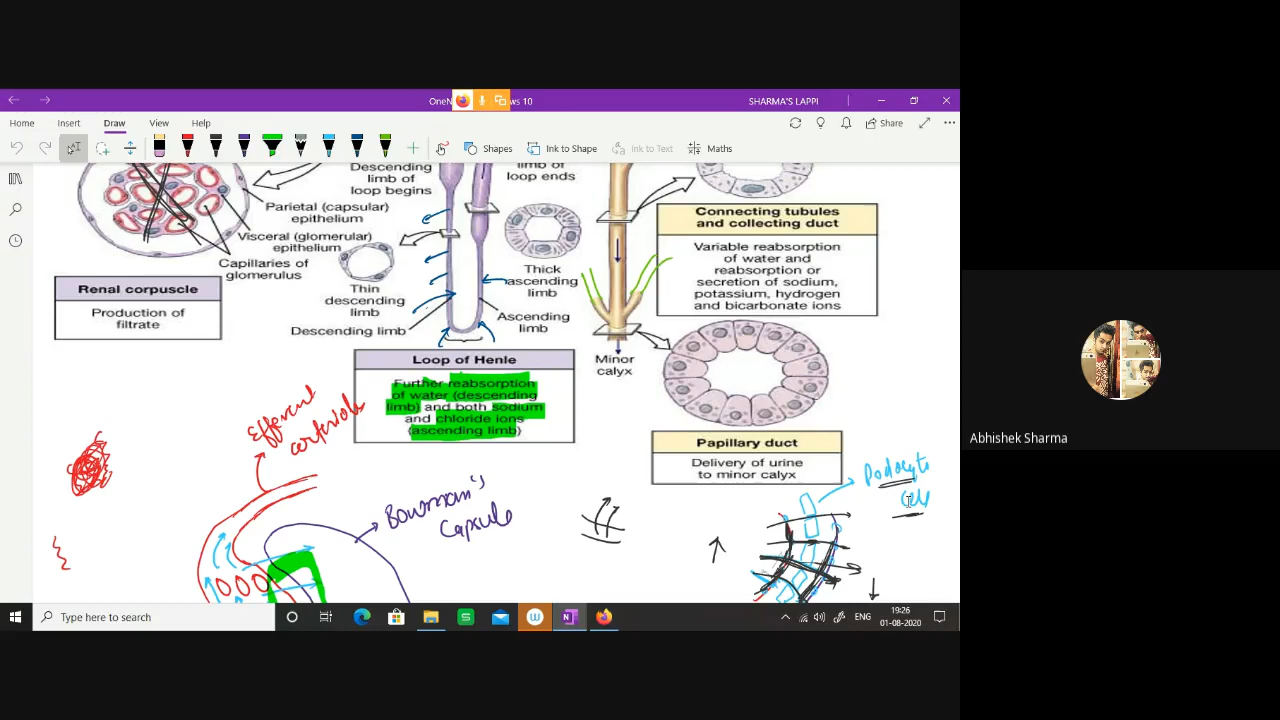 OneN
ws 10
SHARMA'S LAPPI
Home Insert Draw View Help
Share
Shapes
Ink to Shape
Ink to Text
Maths
Descending
limb of
loop begins
limb of
loop ends
Parietal (capsular)
epithelium
Visceral (glomerular)
epithelium
Capillaries of
glomerulus
Renal corpuscle
Production of
filtrate
Thin
descending
limb
Descending limb
Thick
ascending
limb
Ascending
limb
Loop of Henle
Further reabsorption
of water (descending
limb) and both sodium
and chloride ions
(ascending limb)
Minor
calyx
Connecting tubules
and collecting duct
Variable reabsorption
of water and
reabsorption or
secretion of sodium,
potassium, hydrogen
and bicarbonate ions
Papillary duct
Delivery of urine
to minor calyx
Efferent
arteriole
Bowman's
Capsule
Podocyte
Abhishek Sharma
Type here to search
ENG
19:26
01-08-2020